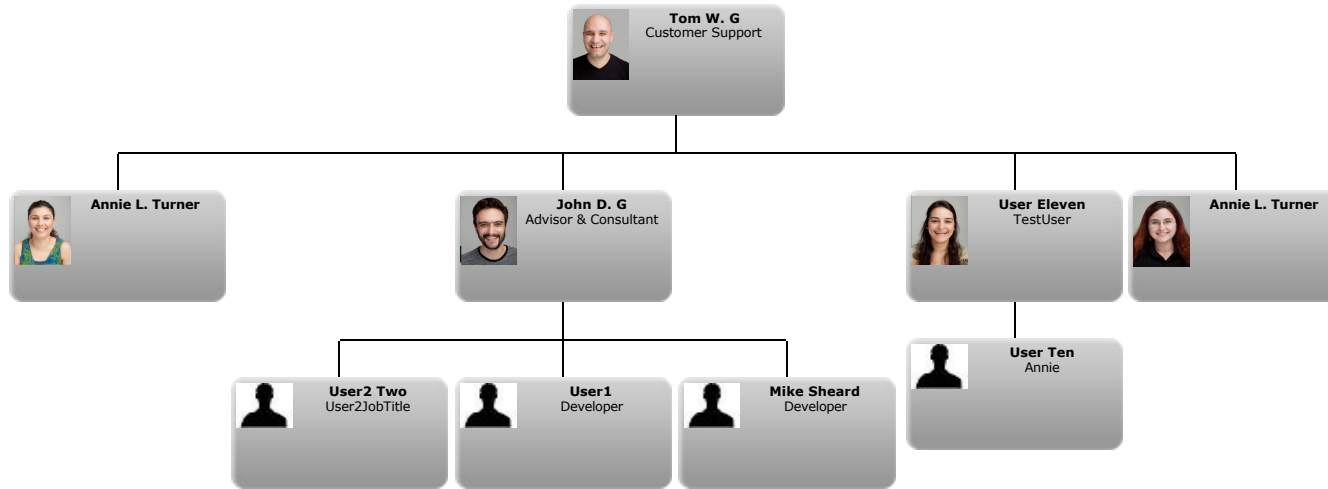 Tom W. G
Customer Support
Annie L. Turner
John D. G
Advisor & Consultant
User Eleven
TestUser
Annie L. Turner
User2 Two
User2JobTitle
User1
Developer
Mike Sheard
Developer
User Ten
Annie